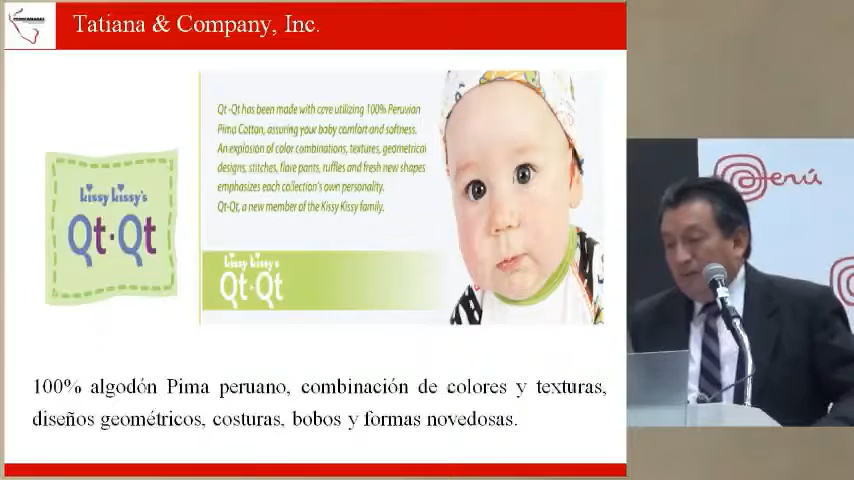 Tatiana & Company, Inc.
Qt-Qt has been made with care utilizing 100% Peruvian
Pima Cotton, assuring your baby comfort and softness.
An explosion of color combinations, textures, geometrical
designs, stitches, flare pants, ruffles and fresh new shapes
emphasizes each collection's own personality.
Qt-Qt, a new member of the Kissy Kissy family.
kissy kissy's
Qt·Qt
kissy kissy's
Qt·Qt
100% algodón Pima peruano, combinación de colores y texturas,
diseños geométricos, costuras, bobos y formas novedosas.
Perú